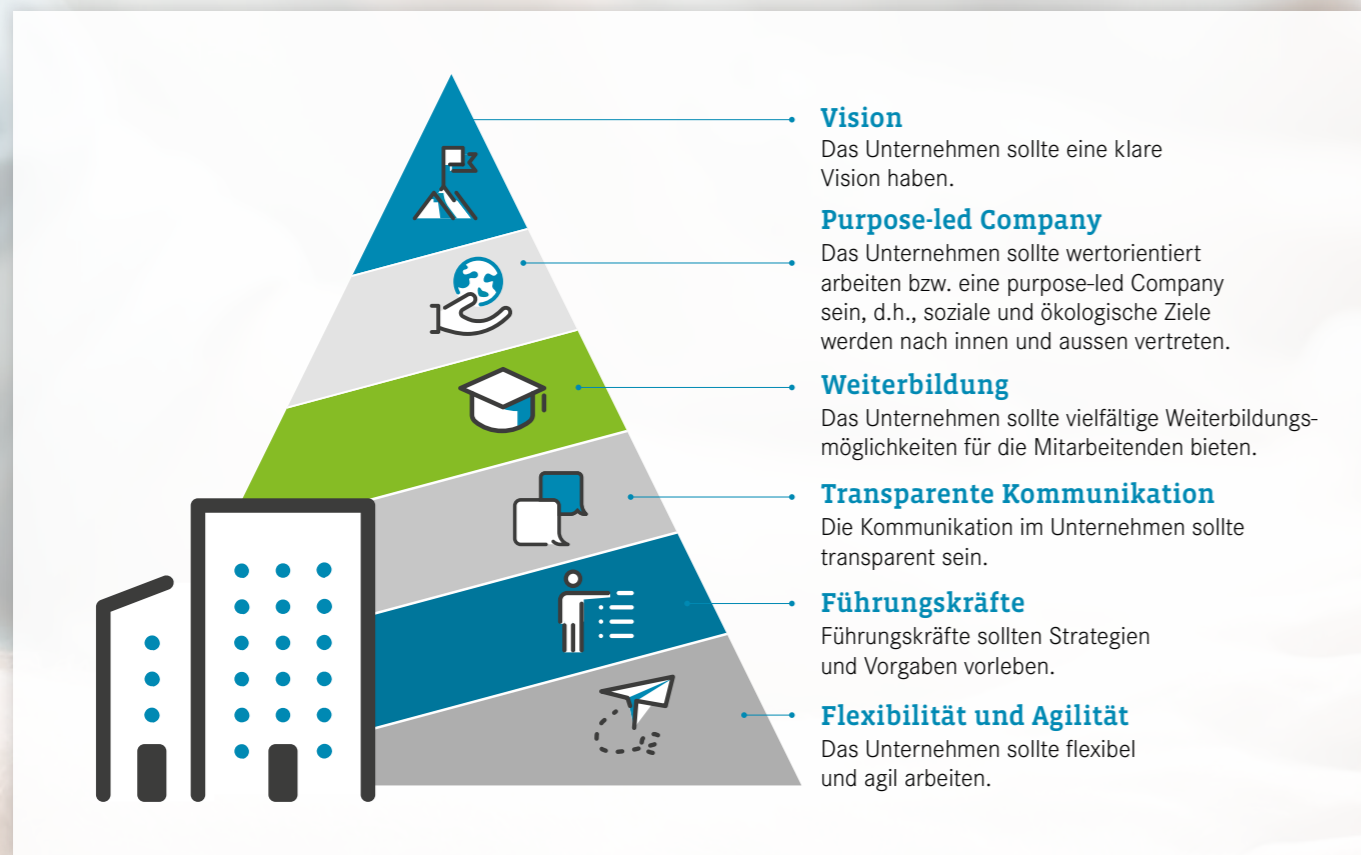 Vision
Das Unternehmen sollte eine klare
Vision haben.
Purpose-led Company
Das Unternehmen sollte wertorientiert
arbeiten bzw. eine purpose-led Company
sein, d.h., soziale und ökologische Ziele
werden nach innen und aussen vertreten.
Weiterbildung
Das Unternehmen sollte vielfältige Weiterbildungs-
möglichkeiten für die Mitarbeitenden bieten.
Transparente Kommunikation
Die Kommunikation im Unternehmen sollte
transparent sein.
Führungskräfte
Führungskräfte sollten Strategien
und Vorgaben vorleben.
Flexibilität und Agilität
Das Unternehmen sollte flexibel
und agil arbeiten.